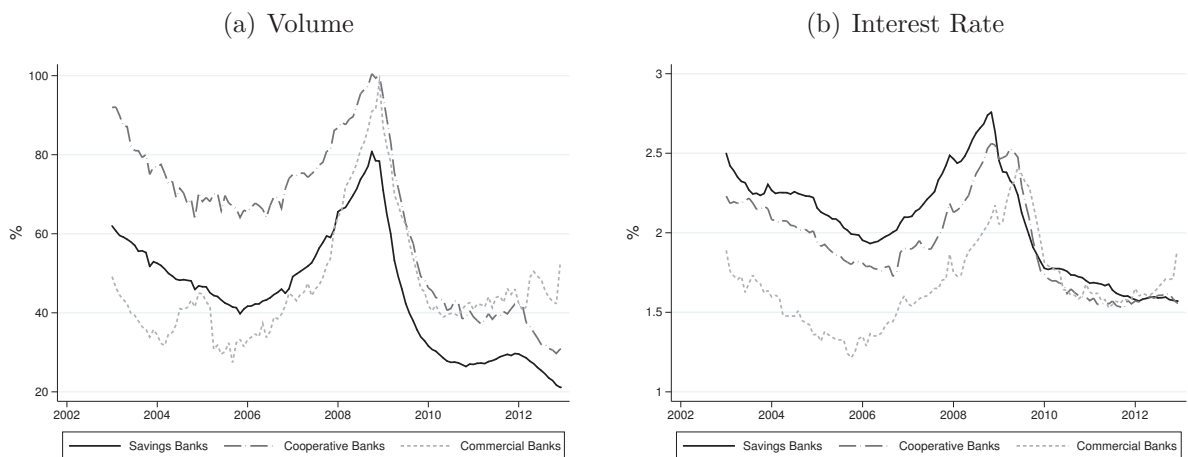 (a) Volume
100
80
60
40
20
%
2002 2004 2006 2008 2010 2012
Savings Banks Cooperative Banks Commercial Banks
(b) Interest Rate
3
2.5
2
1.5
1
%
2002 2004 2006 2008 2010 2012
Savings Banks Cooperative Banks Commercial Banks